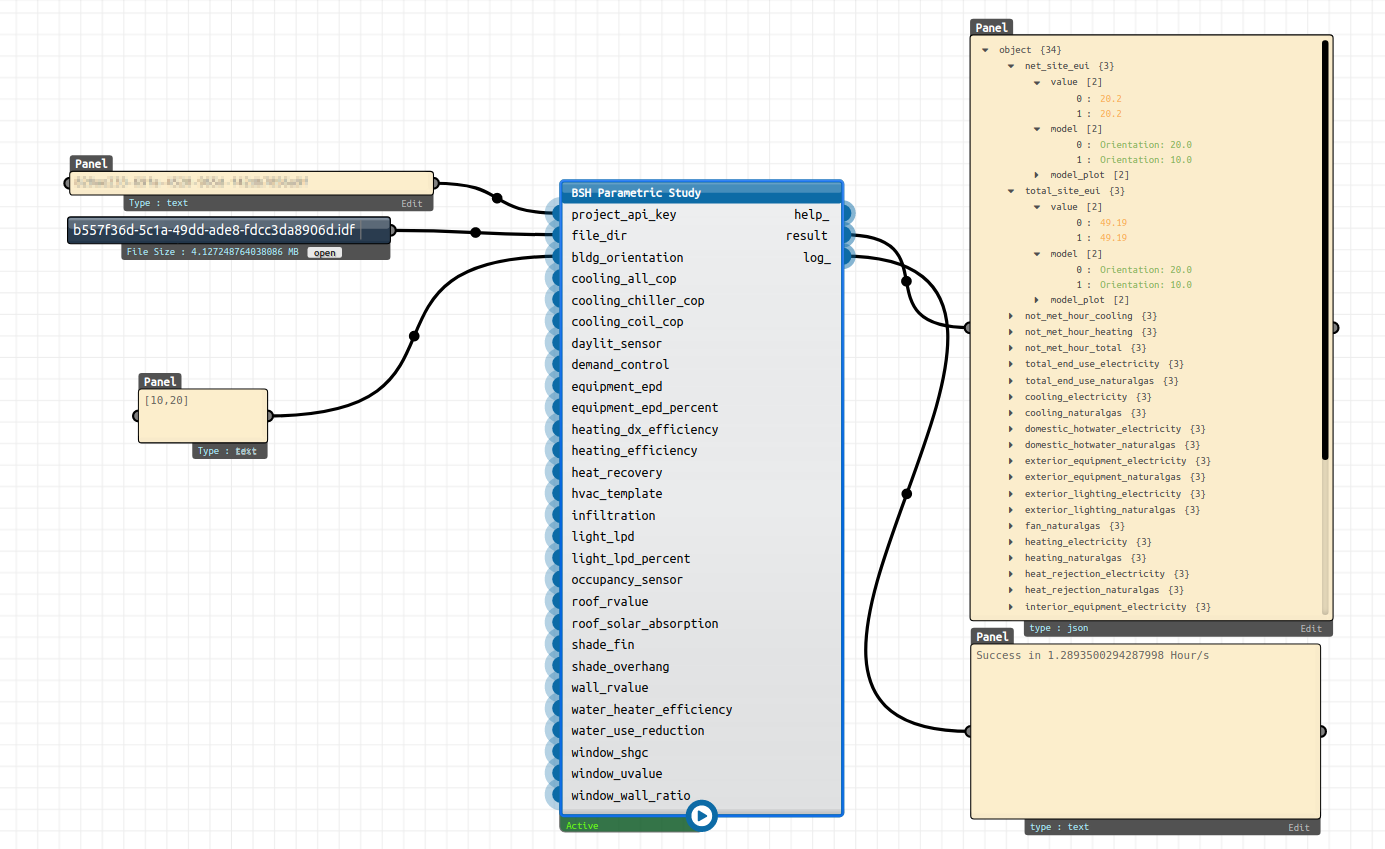 Panel
Type : text
Edit
b557f36d-5c1a-49dd-ade8-fdcc3da8906d.idf
File Size : 4.127248764038086 MB
open
Panel
[10,20]
Type : text
BSH Parametric Study
project_api_key
help_
file_dir
result
bldg_orientation
log_
cooling_all_cop
cooling_chiller_cop
cooling_coil_cop
daylit_sensor
demand_control
equipment_epd
equipment_epd_percent
heating_dx_efficiency
heating_efficiency
heat_recovery
hvac_template
infiltration
light_lpd
light_lpd_percent
occupancy_sensor
roof_rvalue
roof_solar_absorption
shade_fin
shade_overhang
wall_rvalue
water_heater_efficiency
water_use_reduction
window_shgc
window_uvalue
window_wall_ratio
Active
Panel
object {34}
net_site_eui {3}
value [2]
0 : 20.2
1 : 20.2
model [2]
0 : Orientation: 20.0
1 : Orientation: 10.0
model_plot [2]
total_site_eui {3}
value [2]
0 : 49.19
1 : 49.19
model [2]
0 : Orientation: 20.0
1 : Orientation: 10.0
model_plot [2]
not_met_hour_cooling {3}
not_met_hour_heating {3}
not_met_hour_total {3}
total_end_use_electricity {3}
total_end_use_naturalgas {3}
cooling_electricity {3}
cooling_naturalgas {3}
domestic_hotwater_electricity {3}
domestic_hotwater_naturalgas {3}
exterior_equipment_electricity {3}
exterior_equipment_naturalgas {3}
exterior_lighting_electricity {3}
exterior_lighting_naturalgas {3}
fan_naturalgas {3}
heating_electricity {3}
heating_naturalgas {3}
heat_rejection_electricity {3}
heat_rejection_naturalgas {3}
interior_equipment_electricity {3}
type : json
Edit
Panel
Success in 1.2893500294287998 Hour/s
type : text
Edit